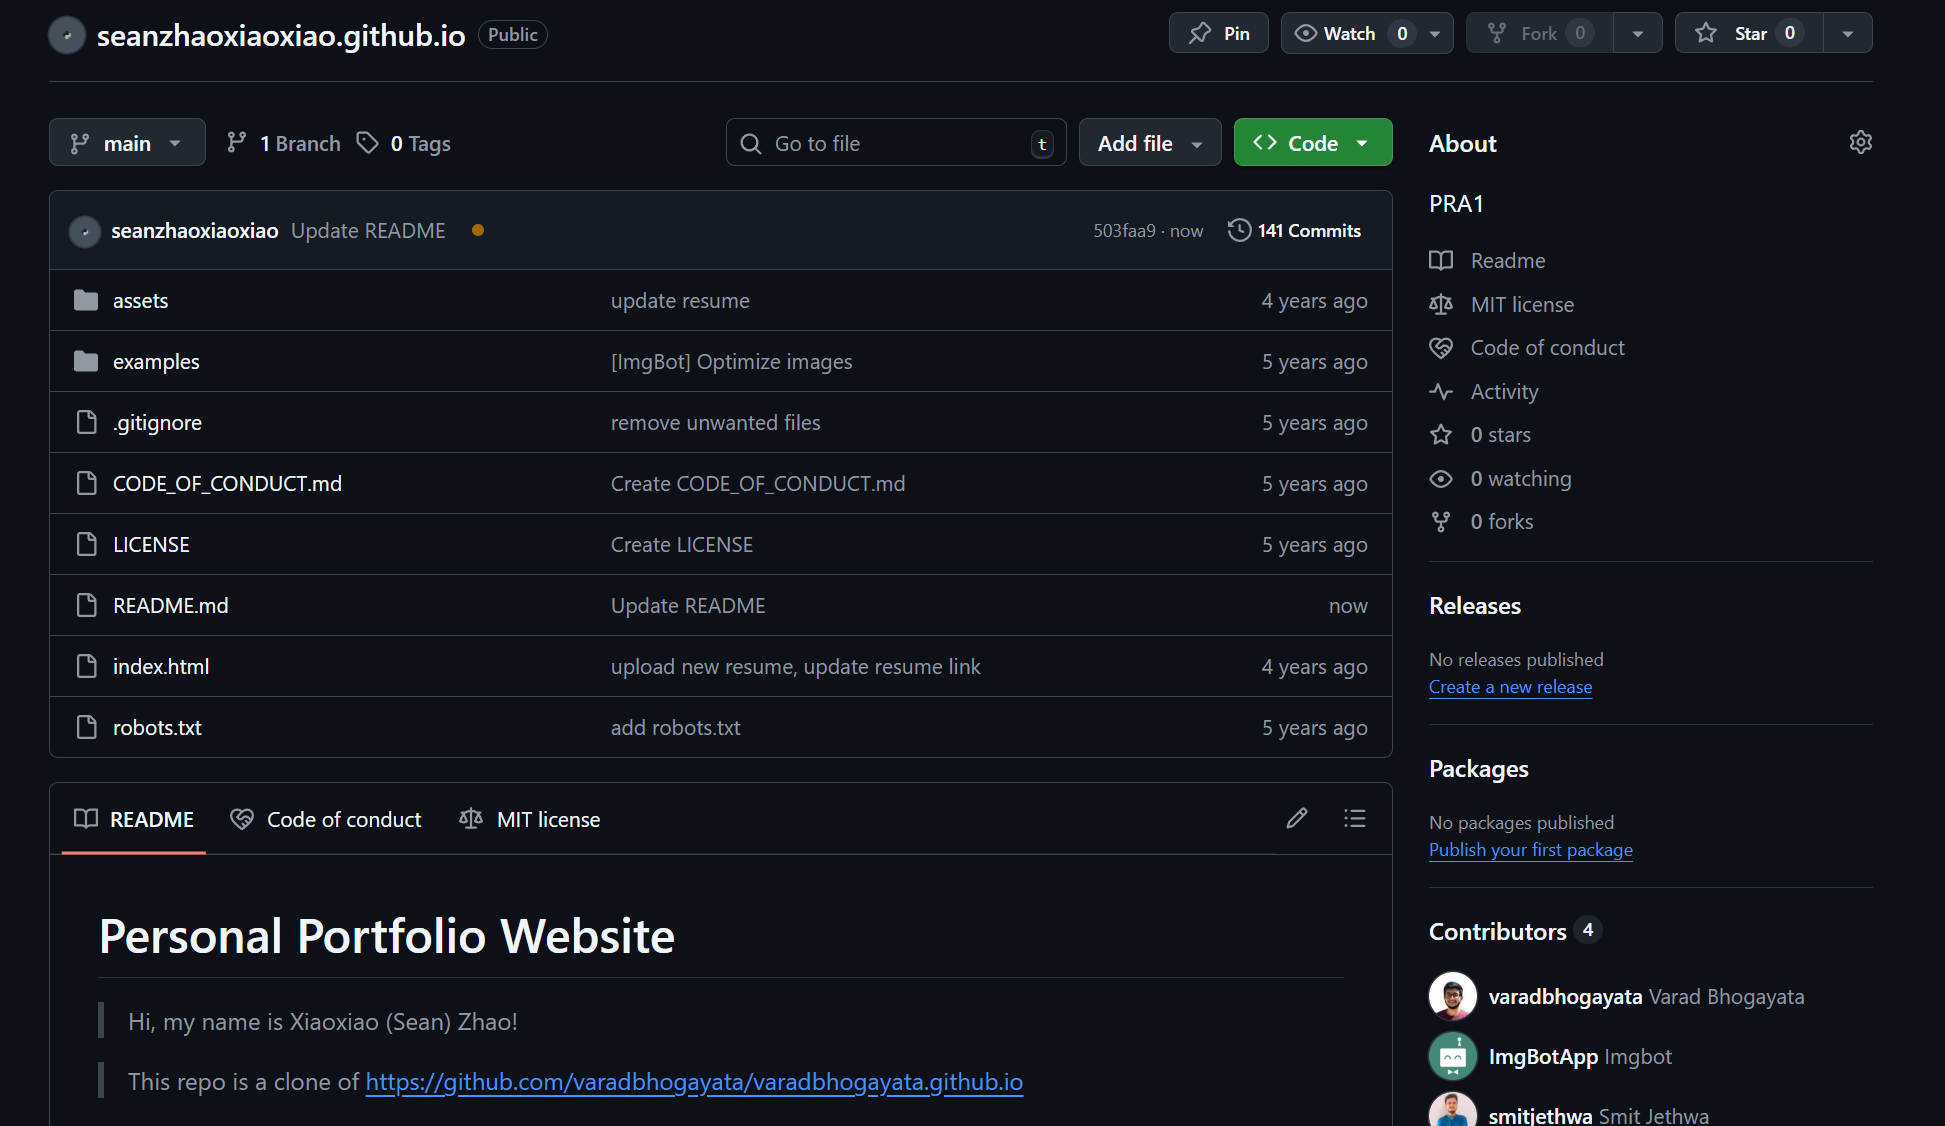 seanzhaoxiaoxiao.github.io Public
Pin Watch 0 Fork 0 Star 0
main 1 Branch 0 Tags Go to file t Add file Code
seanzhaoxiaoxiao Update README 503faa9 · now 141 Commits
assets update resume 4 years ago
examples [ImgBot] Optimize images 5 years ago
.gitignore remove unwanted files 5 years ago
CODE_OF_CONDUCT.md Create CODE_OF_CONDUCT.md 5 years ago
LICENSE Create LICENSE 5 years ago
README.md Update README now
index.html upload new resume, update resume link 4 years ago
robots.txt add robots.txt 5 years ago
README Code of conduct MIT license
Personal Portfolio Website
Hi, my name is Xiaoxiao (Sean) Zhao!
This repo is a clone of https://github.com/varadbhogayata/varadbhogayata.github.io
About
PRA1
Readme
MIT license
Code of conduct
Activity
0 stars
0 watching
0 forks
Releases
No releases published
Create a new release
Packages
No packages published
Publish your first package
Contributors 4
varadbhogayata Varad Bhogayata
ImgBotApp Imgbot
smitjethwa Smit Jethwa